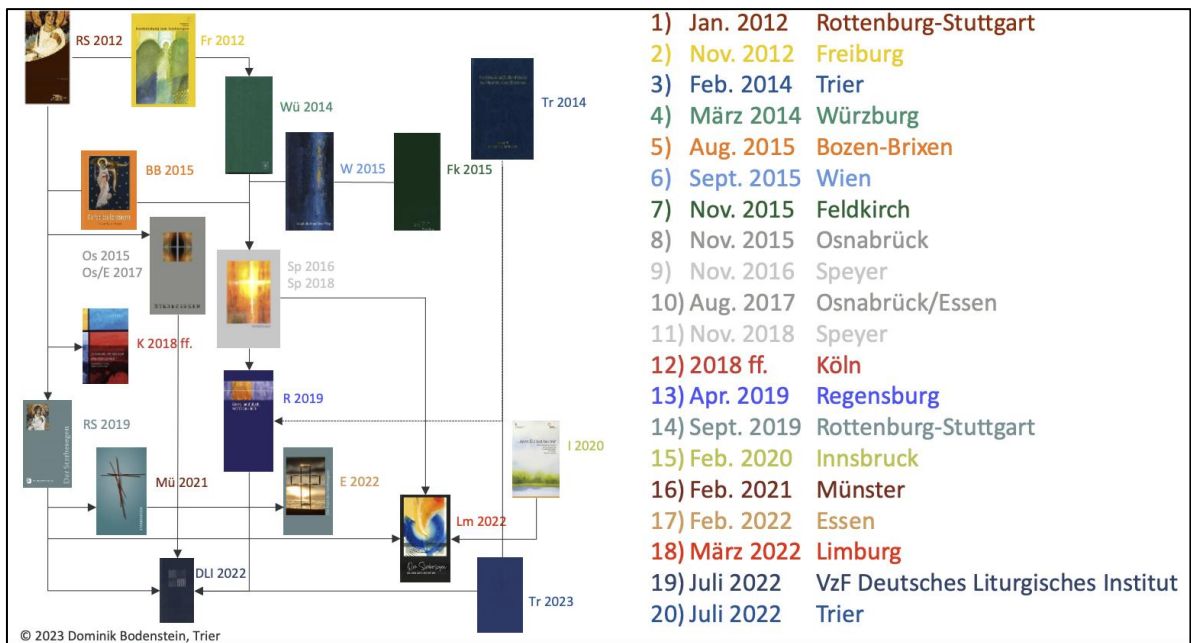 RS 2012
Fr 2012
Wü 2014
Tr 2014
W 2015
Fk 2015
BB 2015
Os 2015
Os/E 2017
STERBESEGEN
Sp 2016
Sp 2018
K 2018 ff.
R 2019
RS 2019
Der Sterbesegen
I 2020
Mü 2021
E 2022
Lm 2022
Der Sterbesegen
DLI 2022
Tr 2023
© 2023 Dominik Bodenstein, Trier
1) Jan. 2012 Rottenburg-Stuttgart
2) Nov. 2012 Freiburg
3) Feb. 2014 Trier
4) März 2014 Würzburg
5) Aug. 2015 Bozen-Brixen
6) Sept. 2015 Wien
7) Nov. 2015 Feldkirch
8) Nov. 2015 Osnabrück
9) Nov. 2016 Speyer
10) Aug. 2017 Osnabrück/Essen
11) Nov. 2018 Speyer
12) 2018 ff. Köln
13) Apr. 2019 Regensburg
14) Sept. 2019 Rottenburg-Stuttgart
15) Feb. 2020 Innsbruck
16) Feb. 2021 Münster
17) Feb. 2022 Essen
18) März 2022 Limburg
19) Juli 2022 VzF Deutsches Liturgisches Institut
20) Juli 2022 Trier